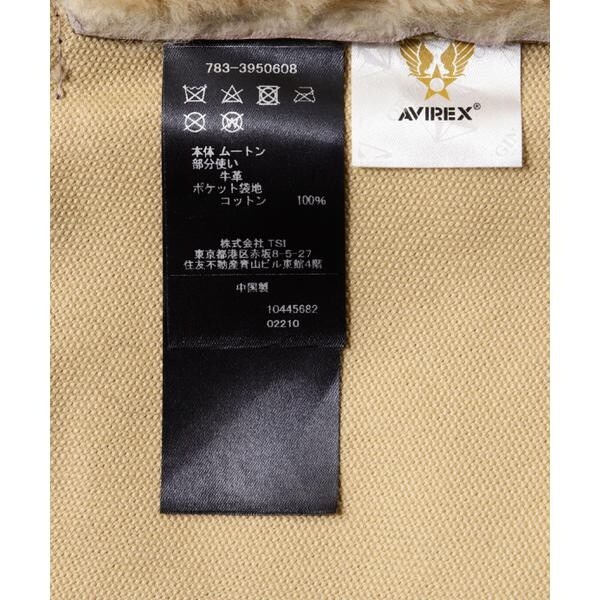 783-3950608
本体 ムートン
部分使い
牛革
ポケット袋地
コットン 100%
株式会社 TSI
東京都港区赤坂8-5-27
住友不動産青山ビル東館4階
中国製
10445682
02210
AVIREX®